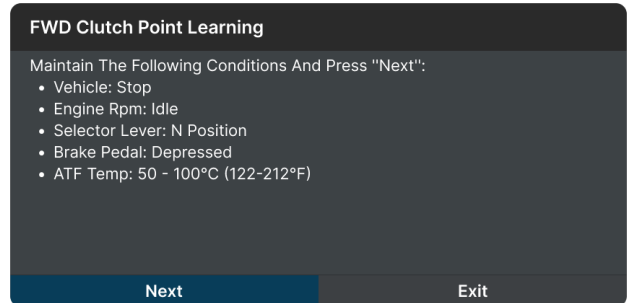 FWD Clutch Point Learning
Maintain The Following Conditions And Press "Next":
• Vehicle: Stop
• Engine Rpm: Idle
• Selector Lever: N Position
• Brake Pedal: Depressed
• ATF Temp: 50 - 100°C (122-212°F)
Next
Exit